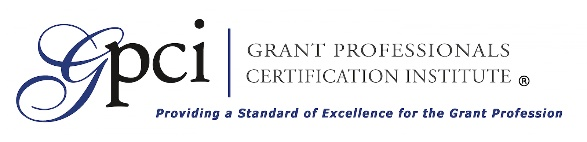 Gpci
GRANT PROFESSIONALS
CERTIFICATION INSTITUTE ®
Providing a Standard of Excellence for the Grant Profession